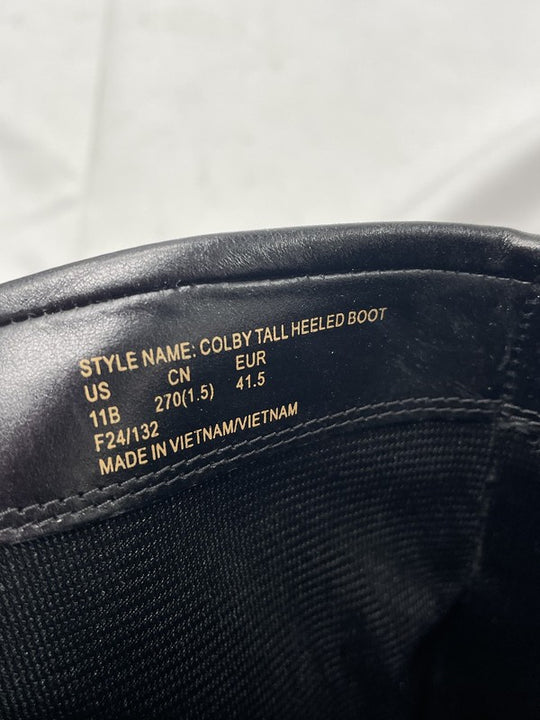 STYLE NAME: COLBY TALL HEELED BOOT
US CN EUR
11B 270(1.5) 41.5
F24/132
MADE IN VIETNAM/VIETNAM